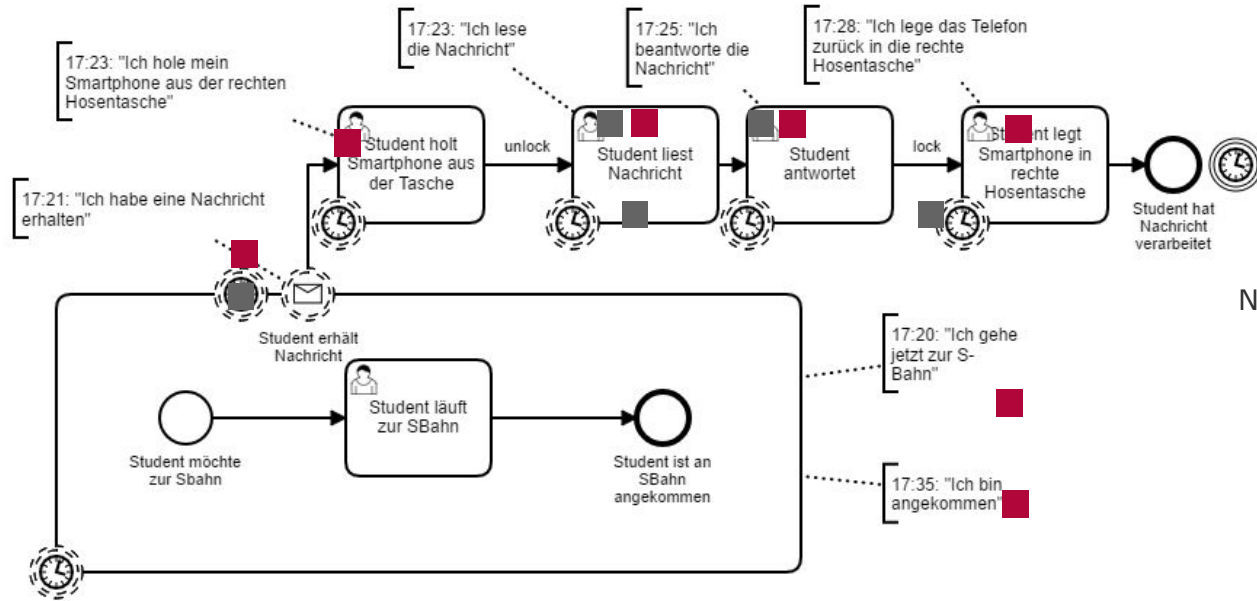 17:23: "Ich hole mein
Smartphone aus der rechten
Hosentasche"
17:23: "Ich lese
die Nachricht"
17:25: "Ich
beantworte die
Nachricht"
17:28: "Ich lege das Telefon
zurück in die rechte
Hosentasche"
Student holt
Smartphone aus
der Tasche
unlock
Student liest
Nachricht
Student
antwortet
lock
Student legt
Smartphone in
rechte
Hosentasche
Student hat
Nachricht
verarbeitet
17:21: "Ich habe eine Nachricht
erhalten"
Student erhält
Nachricht
N
17:20: "Ich gehe
jetzt zur S-
Bahn"
Student läuft
zur SBahn
Student möchte
zur Sbahn
Student ist an
SBahn
angekommen
17:35: "Ich bin
angekommen"